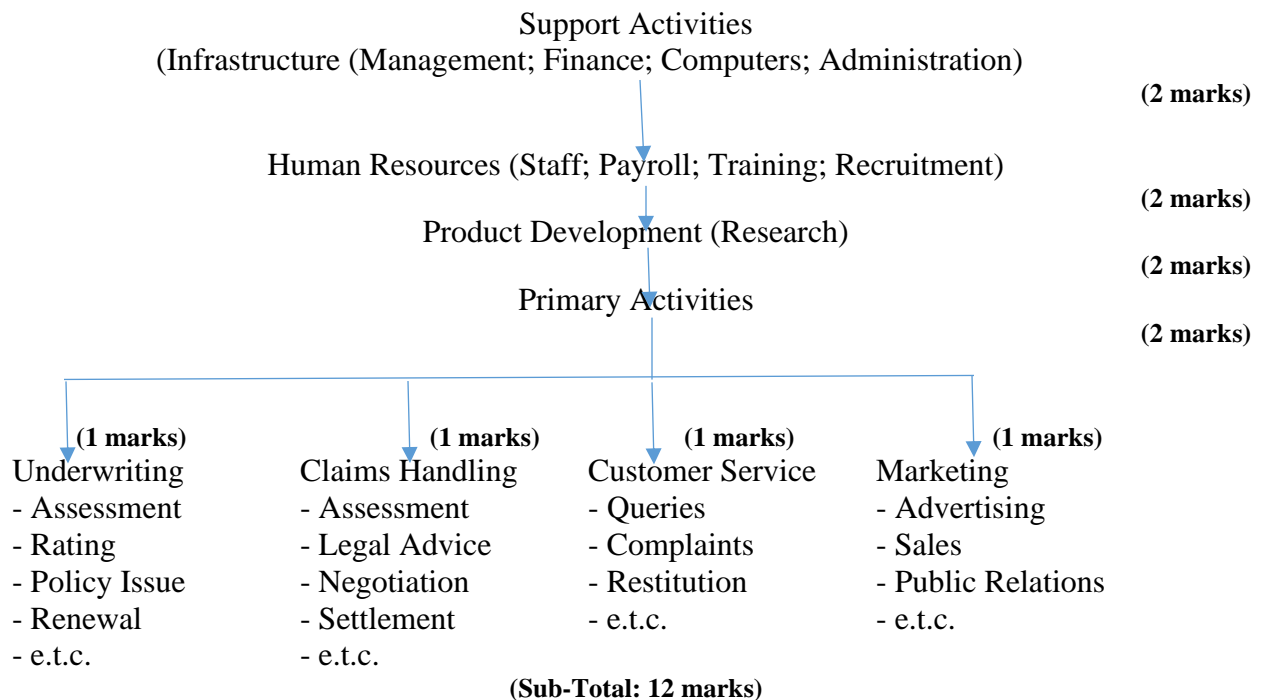 Support Activities
(Infrastructure (Management; Finance; Computers; Administration)
(2 marks)
Human Resources (Staff; Payroll; Training; Recruitment)
(2 marks)
Product Development (Research)
(2 marks)
Primary Activities
(2 marks)
(1 marks) (1 marks) (1 marks) (1 marks)
Underwriting Claims Handling Customer Service Marketing
- Assessment - Assessment - Queries - Advertising
- Rating - Legal Advice - Complaints - Sales
- Policy Issue - Negotiation - Restitution - Public Relations
- Renewal - Settlement - e.t.c. - e.t.c.
- e.t.c. - e.t.c.
(Sub-Total: 12 marks)